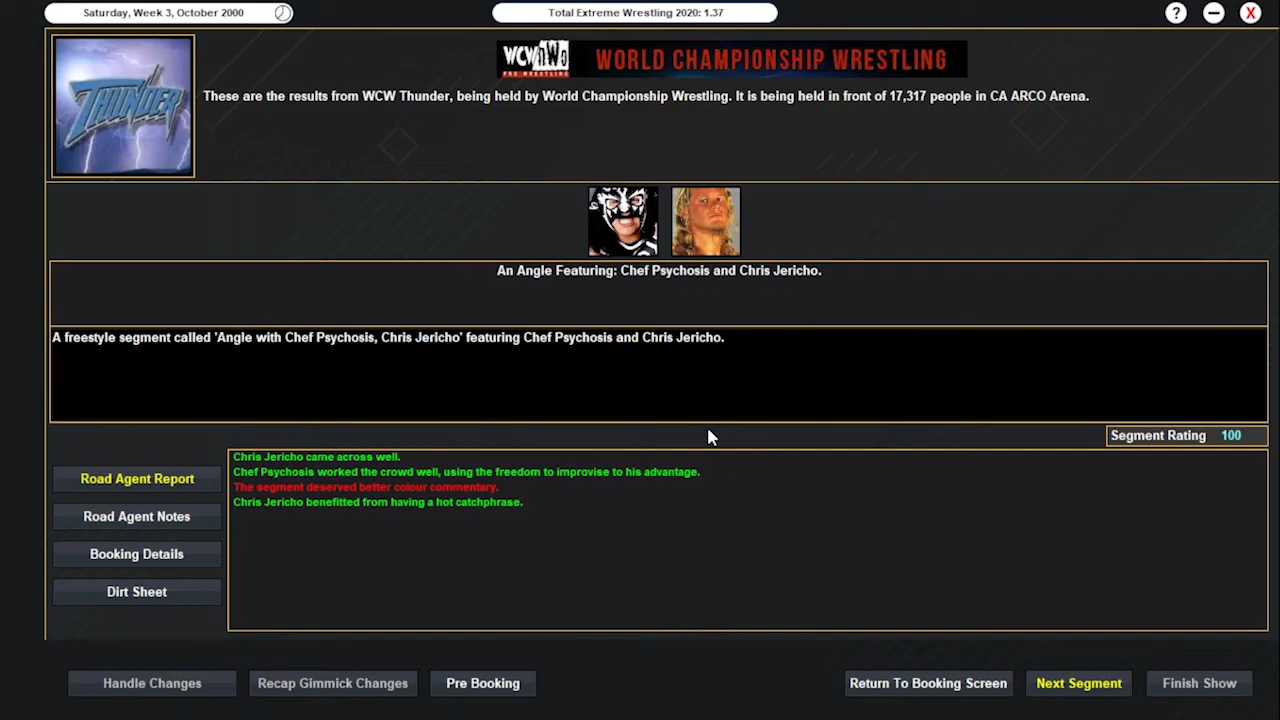 Saturday, Week 3, October 2000
Total Extreme Wrestling 2020: 1.37
? X
THUNDER
WCW nWo
PRO WRESTLING
WORLD CHAMPIONSHIP WRESTLING
These are the results from WCW Thunder, being held by World Championship Wrestling. It is being held in front of 17,317 people in CA ARCO Arena.
An Angle Featuring: Chef Psychosis and Chris Jericho.
A freestyle segment called 'Angle with Chef Psychosis, Chris Jericho' featuring Chef Psychosis and Chris Jericho.
Segment Rating 100
Chris Jericho came across well.
Chef Psychosis worked the crowd well, using the freedom to improvise to his advantage.
The segment deserved better colour commentary.
Chris Jericho benefitted from having a hot catchphrase.
Road Agent Report
Road Agent Notes
Booking Details
Dirt Sheet
Handle Changes
Recap Gimmick Changes
Pre Booking
Return To Booking Screen
Next Segment
Finish Show